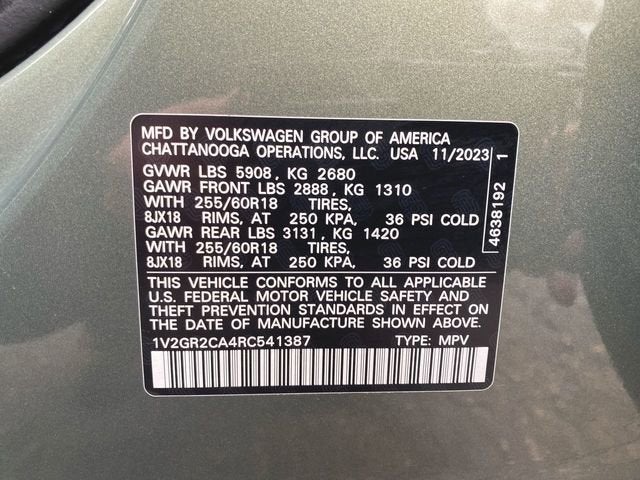 MFD BY VOLKSWAGEN GROUP OF AMERICA
CHATTANOOGA OPERATIONS, LLC. USA 11/2023
GVWR LBS 5908, KG 2680
GAWR FRONT LBS 2888, KG 1310
WITH 255/60R18 TIRES,
8JX18 RIMS, AT 250 KPA, 36 PSI COLD
GAWR REAR LBS 3131, KG 1420
WITH 255/60R18 TIRES,
8JX18 RIMS, AT 250 KPA, 36 PSI COLD
THIS VEHICLE CONFORMS TO ALL APPLICABLE
U.S. FEDERAL MOTOR VEHICLE SAFETY AND
THEFT PREVENTION STANDARDS IN EFFECT ON
THE DATE OF MANUFACTURE SHOWN ABOVE.
1V2GR2CA4RC541387 TYPE: MPV
4638192 1